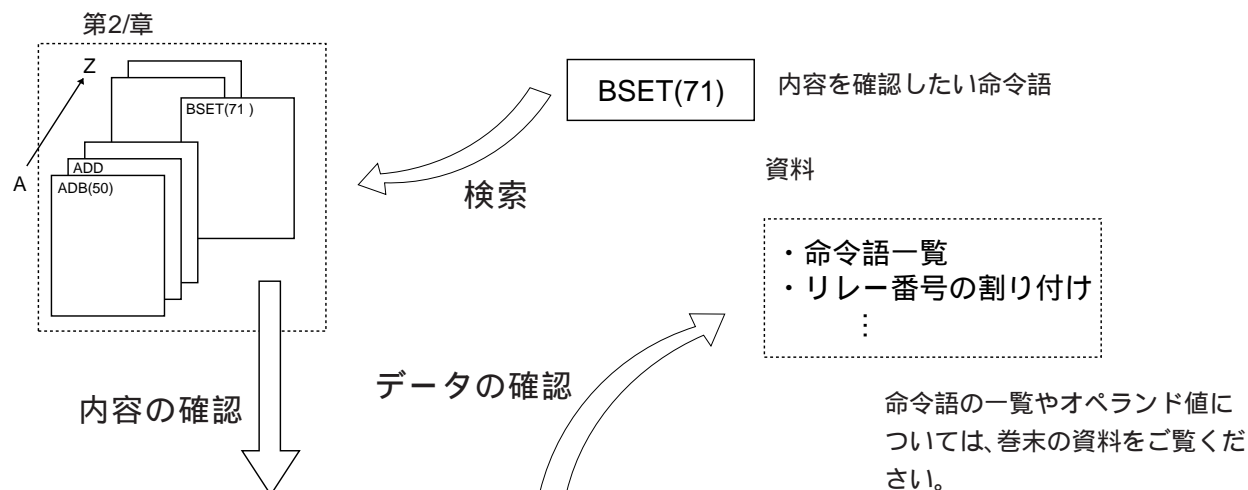 第2/章
Z
BSET(71 )
ADD
A
ADB(50)
BSET(71)
内容を確認したい命令語
検索
資料
・命令語一覧
・リレー番号の割り付け
⋮
データの確認
内容の確認
命令語の一覧やオペランド値に
ついては、巻末の資料をご覧くだ
さい。